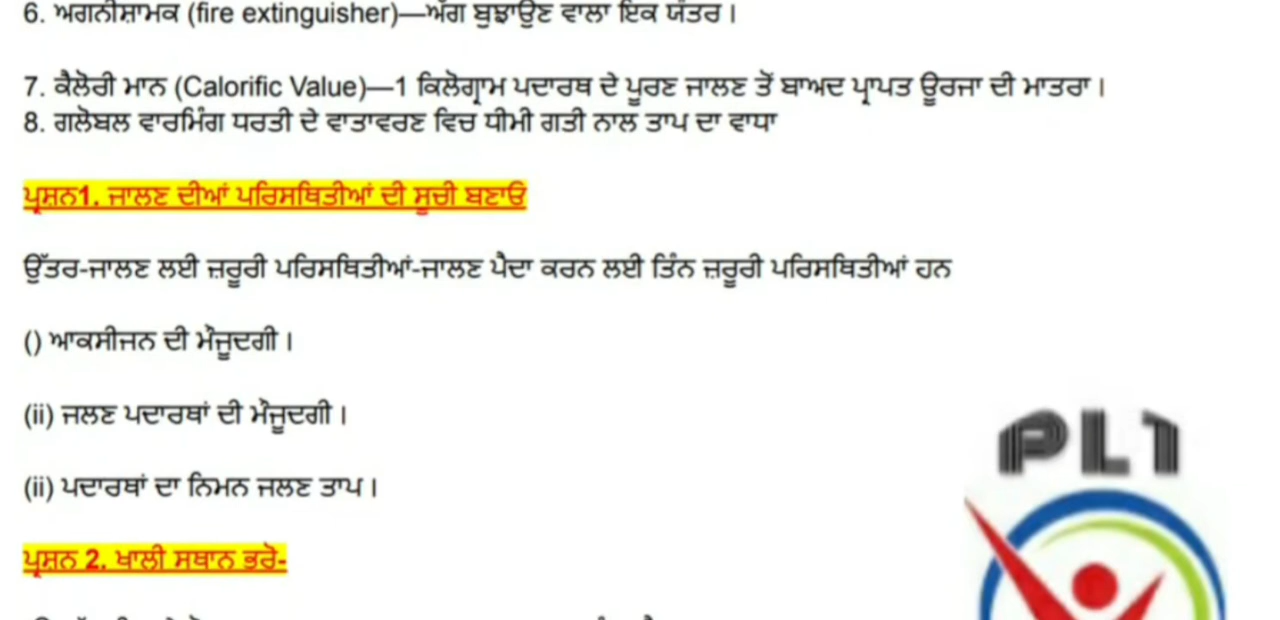 6. ਅਗਨੀਸ਼ਾਮਕ (fire extinguisher)—ਅੱਗ ਬੁਝਾਉਣ ਵਾਲਾ ਇਕ ਯੰਤਰ।
7. ਕੈਲੋਰੀ ਮਾਨ (Calorific Value)—1 ਕਿਲੋਗ੍ਰਾਮ ਪਦਾਰਥ ਦੇ ਪੂਰਣ ਜਾਲਣ ਤੋਂ ਬਾਅਦ ਪ੍ਰਾਪਤ ਊਰਜਾ ਦੀ ਮਾਤਰਾ।
8. ਗਲੋਬਲ ਵਾਰਮਿੰਗ ਧਰਤੀ ਦੇ ਵਾਤਾਵਰਣ ਵਿਚ ਧੀਮੀ ਗਤੀ ਨਾਲ ਤਾਪ ਦਾ ਵਾਧਾ
ਪ੍ਰਸ਼ਨ1. ਜਾਲਣ ਦੀਆਂ ਪਰਿਸਥਿਤੀਆਂ ਦੀ ਸੂਚੀ ਬਣਾਓ
ਉੱਤਰ-ਜਾਲਣ ਲਈ ਜ਼ਰੂਰੀ ਪਰਿਸਥਿਤੀਆਂ-ਜਾਲਣ ਪੈਦਾ ਕਰਨ ਲਈ ਤਿੰਨ ਜ਼ਰੂਰੀ ਪਰਿਸਥਿਤੀਆਂ ਹਨ
() ਆਕਸੀਜਨ ਦੀ ਮੌਜੂਦਗੀ।
(ii) ਜਲਣ ਪਦਾਰਥਾਂ ਦੀ ਮੌਜੂਦਗੀ।
(ii) ਪਦਾਰਥਾਂ ਦਾ ਨਿਮਨ ਜਲਣ ਤਾਪ।
PL1
ਪ੍ਰਸ਼ਨ 2. ਖਾਲੀ ਸਥਾਨ ਭਰੋ-